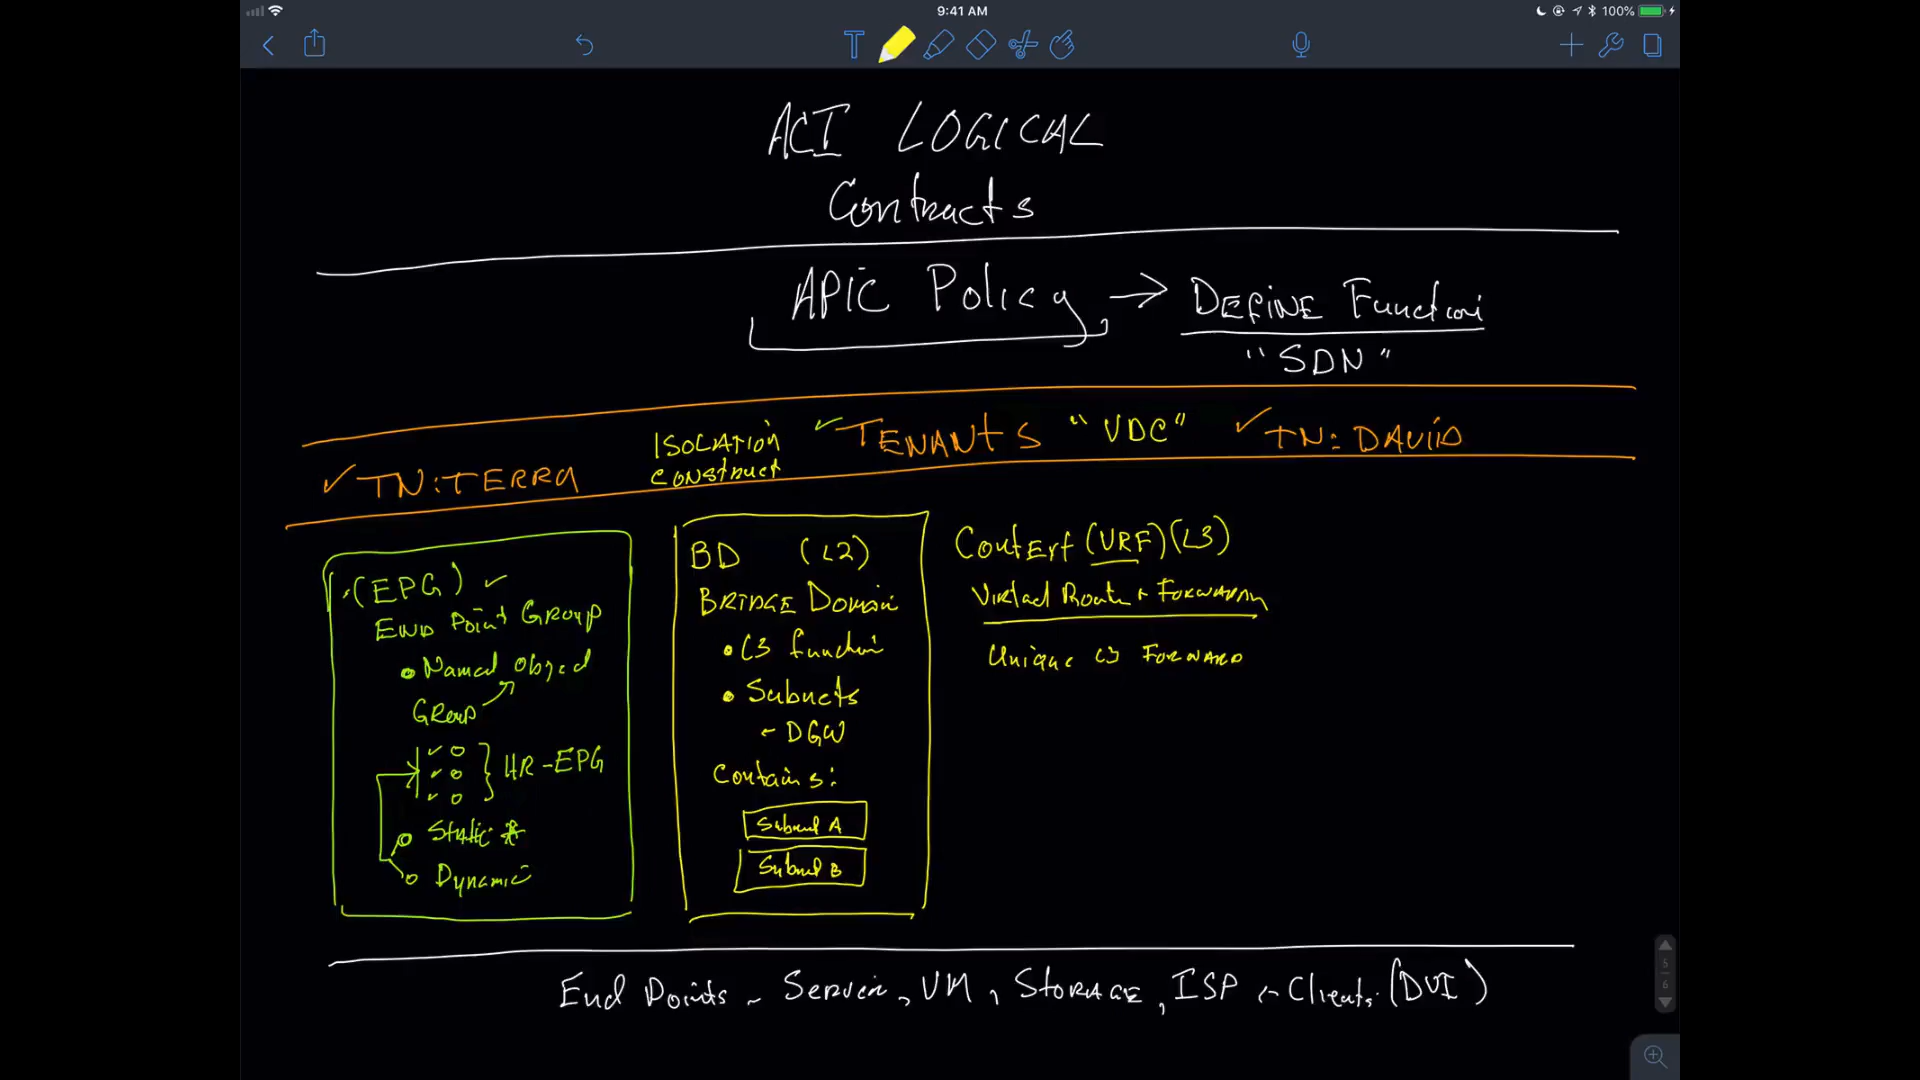 9:41 AM
100%
ACI LOGICAL
Contracts
APIC Policy → DEFINE Function
"SDN"
✓ TN:TERRA
ISOLATION
CONSTRUCT
✓ TENANTS "VDC" ✓ TN: DAVID
(EPG) ✓
END Point GROUP
• Named Object
GROUP
HR-EPG
Static *
Dynamic
BD (L2)
BRIDGE Domain
• L3 function
• Subnets
- DGW
Contains:
Subnet A
Subnet B
Context (VRF) (L3)
Virtual Route + Forwarding
Unique L3 FORWARD
End Points - Server, VM, STORAGE, ISP - Clients. (DVI)
5
6